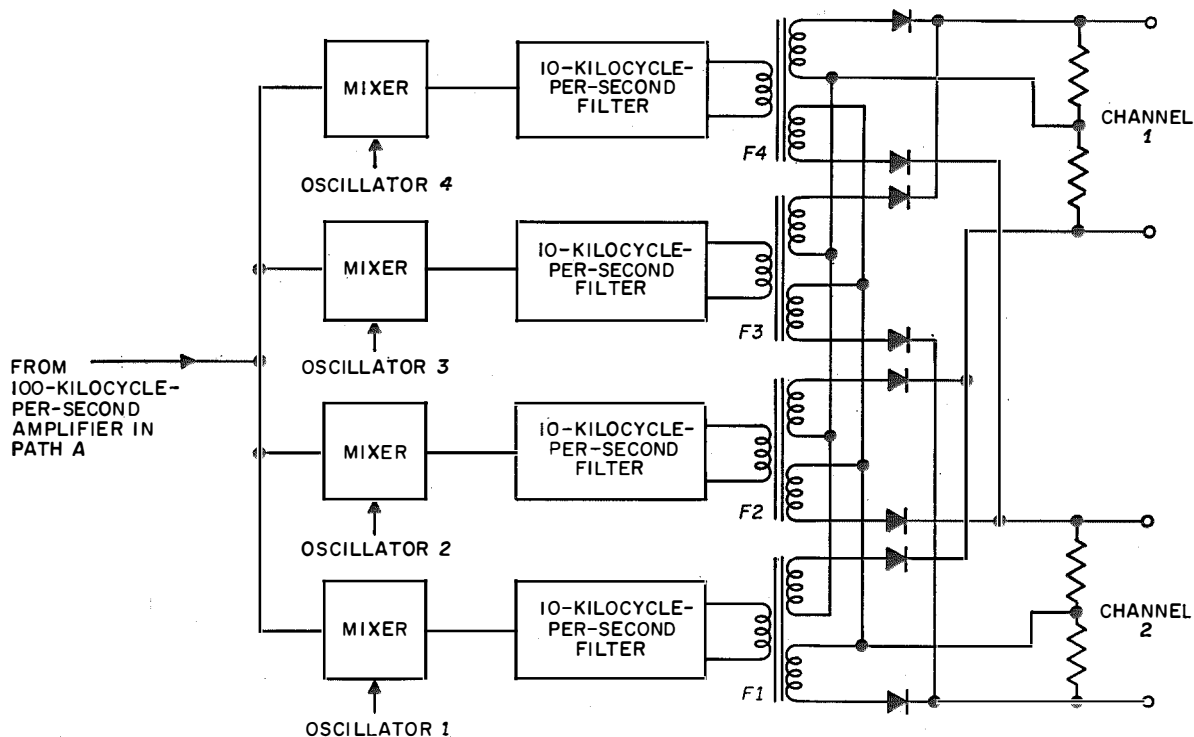 MIXER
10-KILOCYCLE-
PER-SECOND
FILTER
F4
OSCILLATOR 4
CHANNEL
1
MIXER
10-KILOCYCLE-
PER-SECOND
FILTER
F3
OSCILLATOR 3
FROM
100-KILOCYCLE-
PER-SECOND
AMPLIFIER IN
PATH A
MIXER
10-KILOCYCLE-
PER-SECOND
FILTER
F2
OSCILLATOR 2
MIXER
10-KILOCYCLE-
PER-SECOND
FILTER
F1
OSCILLATOR 1
CHANNEL
2